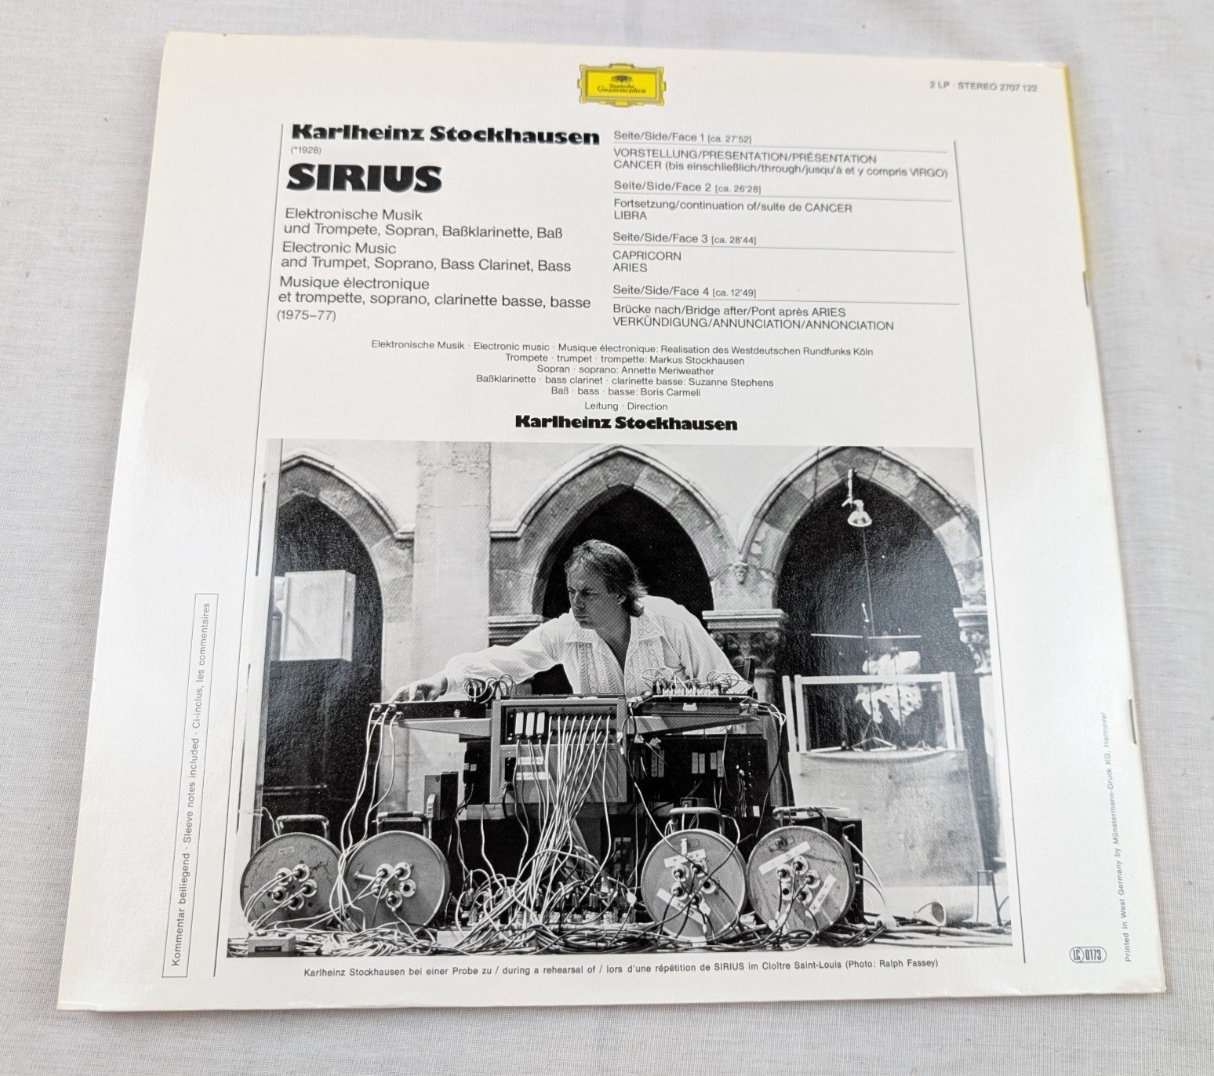 Deutsche
Grammophon
2 LP · STEREO 2707 122
Karlheinz Stockhausen
(*1928)
SIRIUS
Elektronische Musik
und Trompete, Sopran, Baßklarinette, Baß
Electronic Music
and Trumpet, Soprano, Bass Clarinet, Bass
Musique électronique
et trompette, soprano, clarinette basse, basse
(1975–77)
Seite/Side/Face 1 [ca. 27'52]
VORSTELLUNG/PRESENTATION/PRÉSENTATION
CANCER (bis einschließlich/through/jusqu'à et y compris VIRGO)
Seite/Side/Face 2 [ca. 26'28]
Fortsetzung/continuation of/suite de CANCER
LIBRA
Seite/Side/Face 3 [ca. 28'44]
CAPRICORN
ARIES
Seite/Side/Face 4 [ca. 12'49]
Brücke nach/Bridge after/Pont après ARIES
VERKÜNDIGUNG/ANNUNCIATION/ANNONCIATION
Elektronische Musik · Electronic music · Musique électronique: Realisation des Westdeutschen Rundfunks Köln
Trompete · trumpet · trompette: Markus Stockhausen
Sopran · soprano: Annette Meriweather
Baßklarinette · bass clarinet · clarinette basse: Suzanne Stephens
Baß · bass · basse: Boris Carmeli
Leitung · Direction
Karlheinz Stockhausen
Kommentar beiliegend · Sleeve notes included · Ci-inclus, les commentaires
Karlheinz Stockhausen bei einer Probe zu / during a rehearsal of / lors d'une répétition de SIRIUS im Cloître Saint-Louis (Photo: Ralph Fassey)
LC 0173
Printed in West Germany by Münstermann-Druck KG, Hannover